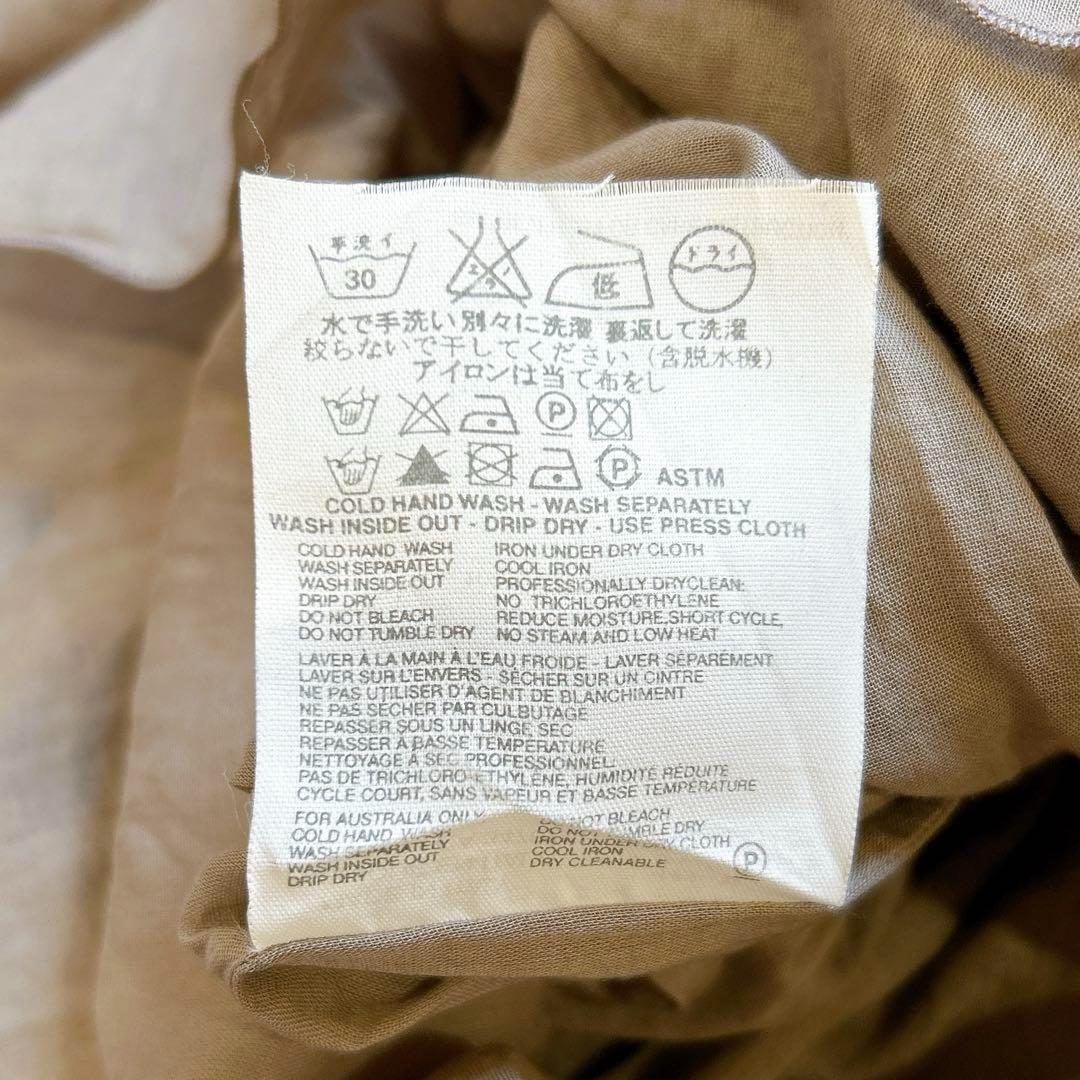 手洗イ
30
エンソ
サラシ
低
ドライ
水で手洗い 別々に洗濯 裏返して洗濯
絞らないで干してください (含脱水機)
アイロンは当て布をし
P
P ASTM
COLD HAND WASH - WASH SEPARATELY
WASH INSIDE OUT - DRIP DRY - USE PRESS CLOTH
COLD HAND WASH IRON UNDER DRY CLOTH
WASH SEPARATELY COOL IRON
WASH INSIDE OUT PROFESSIONALLY DRYCLEAN:
DRIP DRY NO TRICHLOROETHYLENE
DO NOT BLEACH REDUCE MOISTURE.SHORT CYCLE,
DO NOT TUMBLE DRY NO STEAM AND LOW HEAT
LAVER À LA MAIN À L'EAU FROIDE - LAVER SÉPARÉMENT
LAVER SUR L'ENVERS - SÉCHER SUR UN CINTRE
NE PAS UTILISER D'AGENT DE BLANCHIMENT
NE PAS SÉCHER PAR CULBUTAGE
REPASSER SOUS UN LINGE SEC
REPASSER À BASSE TEMPÉRATURE
NETTOYAGE À SEC PROFESSIONNEL
PAS DE TRICHLORO-ETHYLÈNE, HUMIDITÉ RÉDUITE
CYCLE COURT, SANS VAPEUR ET BASSE TEMPÉRATURE
FOR AUSTRALIA ONLY DO NOT BLEACH
COLD HAND WASH DO NOT TUMBLE DRY
WASH SEPARATELY IRON UNDER DRY CLOTH
WASH INSIDE OUT COOL IRON P
DRIP DRY DRY CLEANABLE